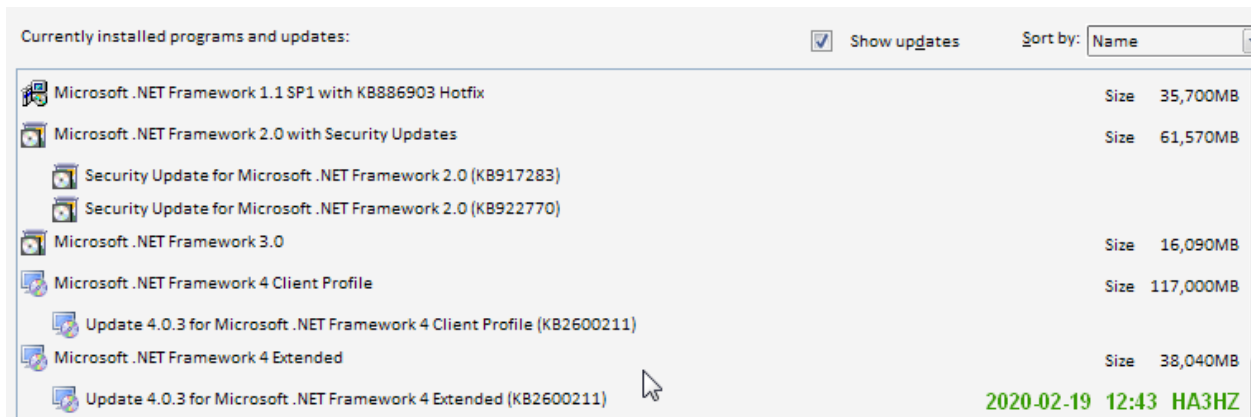 Currently installed programs and updates: Show updates Sort by: Name
Microsoft .NET Framework 1.1 SP1 with KB886903 Hotfix Size 35,700MB
Microsoft .NET Framework 2.0 with Security Updates Size 61,570MB
Security Update for Microsoft .NET Framework 2.0 (KB917283)
Security Update for Microsoft .NET Framework 2.0 (KB922770)
Microsoft .NET Framework 3.0 Size 16,090MB
Microsoft .NET Framework 4 Client Profile Size 117,000MB
Update 4.0.3 for Microsoft .NET Framework 4 Client Profile (KB2600211)
Microsoft .NET Framework 4 Extended Size 38,040MB
Update 4.0.3 for Microsoft .NET Framework 4 Extended (KB2600211) 2020-02-19 12:43 HA3HZ